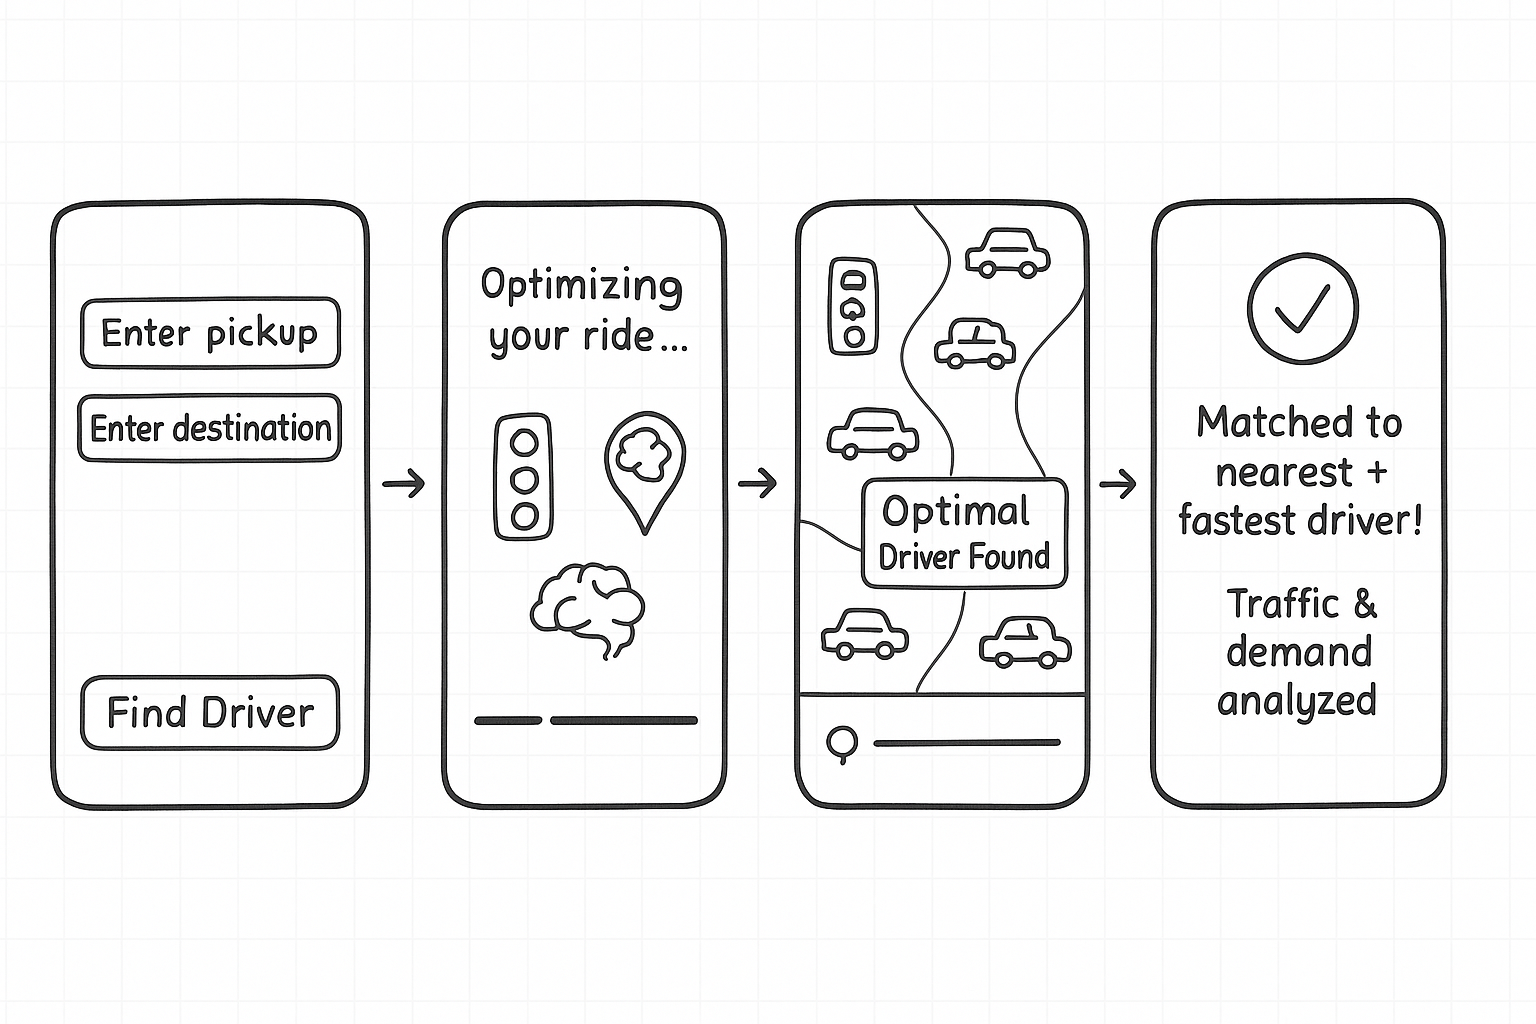 Enter pickup
Enter destination
Find Driver
Optimizing
your ride...
Optimal
Driver Found
Matched to
nearest +
fastest driver!
Traffic &
demand
analyzed